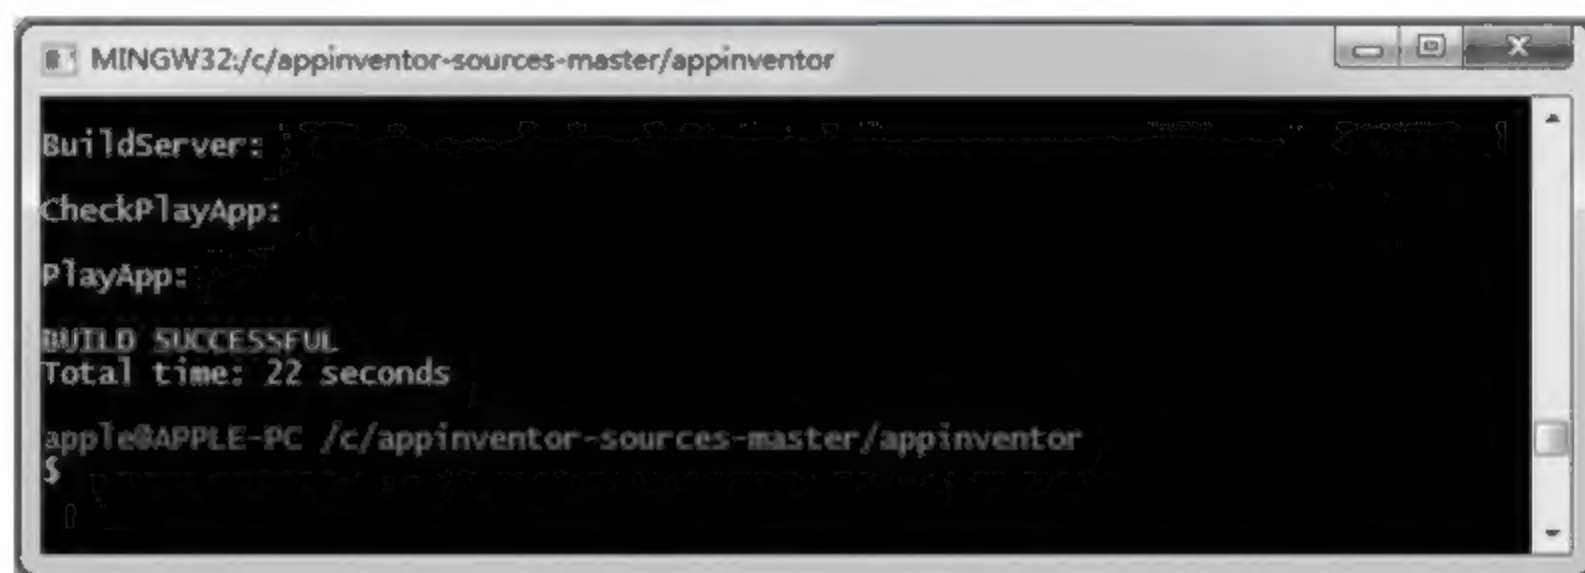 MINGW32:/c/appinventor-sources-master/appinventor
BuildServer:
CheckPlayApp:
PlayApp:
BUILD SUCCESSFUL
Total time: 22 seconds
apple@APPLE-PC /c/appinventor-sources-master/appinventor
$